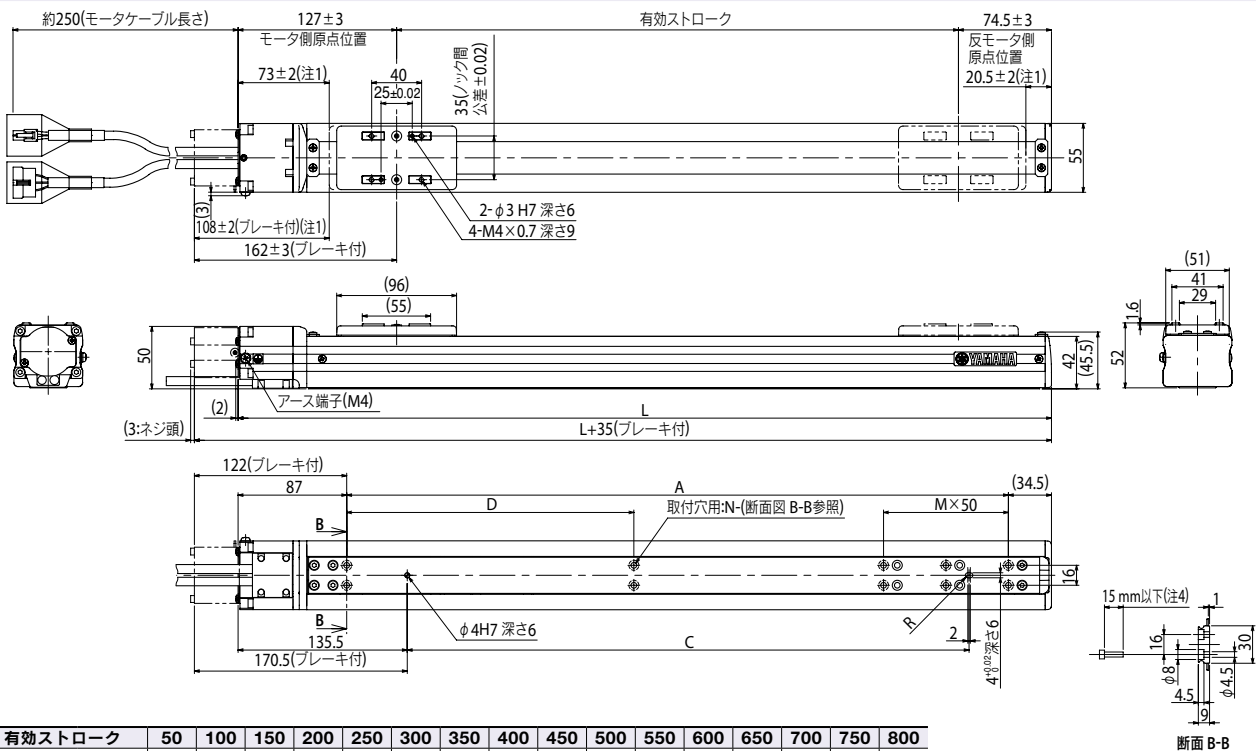 約250(モータケーブル長さ)
127±3
モータ側原点位置
有効ストローク
74.5±3
反モータ側
原点位置
73±2(注1)
20.5±2(注1)
40
25±0.02
35(ノック間
公差±0.02)
55
(3)
2-φ3 H7 深さ6
4-M4×0.7 深さ9
108±2(ブレーキ付)(注1)
162±3(ブレーキ付)
(96)
(55)
(51)
41
29
1.6
50
YAMAHA
42
(45.5)
52
アース端子(M4)
(2)
L
(3:ネジ頭)
L+35(ブレーキ付)
122(ブレーキ付)
87
A
(34.5)
D
取付穴用:N-(断面図 B-B参照)
M×50
B
16
B
φ4H7 深さ6
R
2
4+0.02 0 深さ6
135.5
C
170.5(ブレーキ付)
15 mm以下(注4)
1
16
30
φ8
φ4.5
4.5
9
断面 B-B
有効ストローク 50 100 150 200 250 300 350 400 450 500 550 600 650 700 750 800